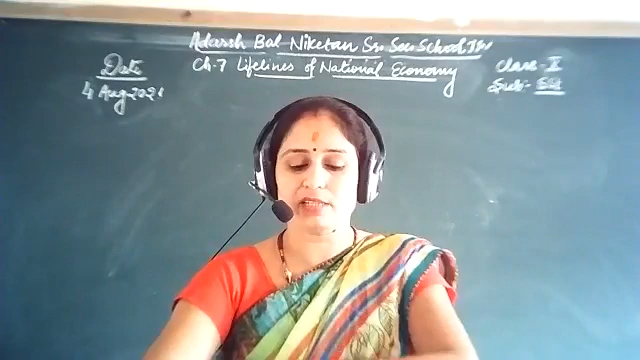 Adarsh Bal Niketan Sr. Sec. School
Date
Ch-7 Lifelines of National Economy
Class - X
4 Aug 2021
Sub:- SSt